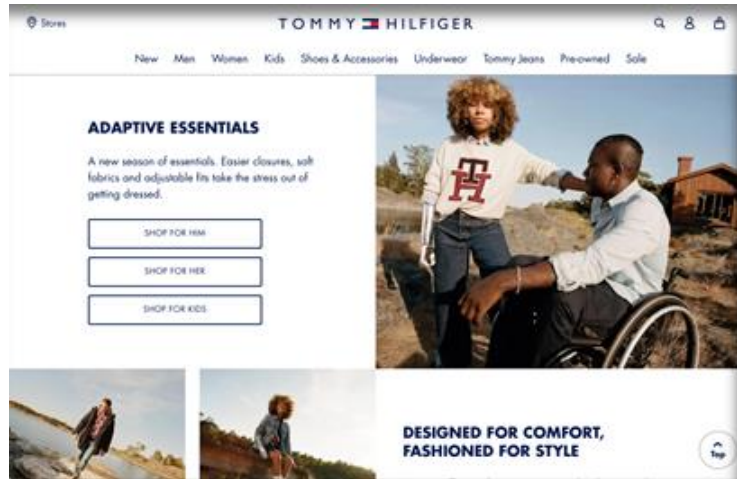 Stores
TOMMY HILFIGER
New Men Women Kids Shoes & Accessories Underwear Tommy Jeans Pre-owned Sale
ADAPTIVE ESSENTIALS
A new season of essentials. Easier closures, soft
fabrics and adjustable fits take the stress out of
getting dressed.
SHOP FOR HIM
SHOP FOR HER
SHOP FOR KIDS
TH
DESIGNED FOR COMFORT,
FASHIONED FOR STYLE
Top